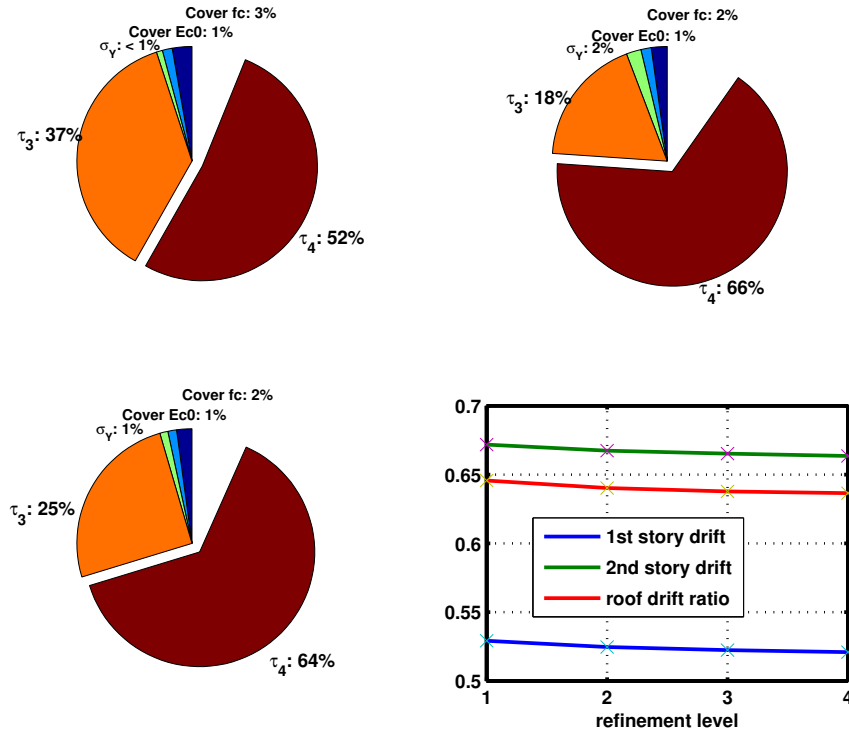 Cover fc: 3%
Cover Ec0: 1%
σY: < 1%
τ3: 37%
τ4: 52%
Cover fc: 2%
Cover Ec0: 1%
σY: 2%
τ3: 18%
τ4: 66%
Cover fc: 2%
Cover Ec0: 1%
σY: 1%
τ3: 25%
τ4: 64%
0.7
0.65
0.6
0.55
0.5
1st story drift
2nd story drift
roof drift ratio
1 2 3 4
refinement level